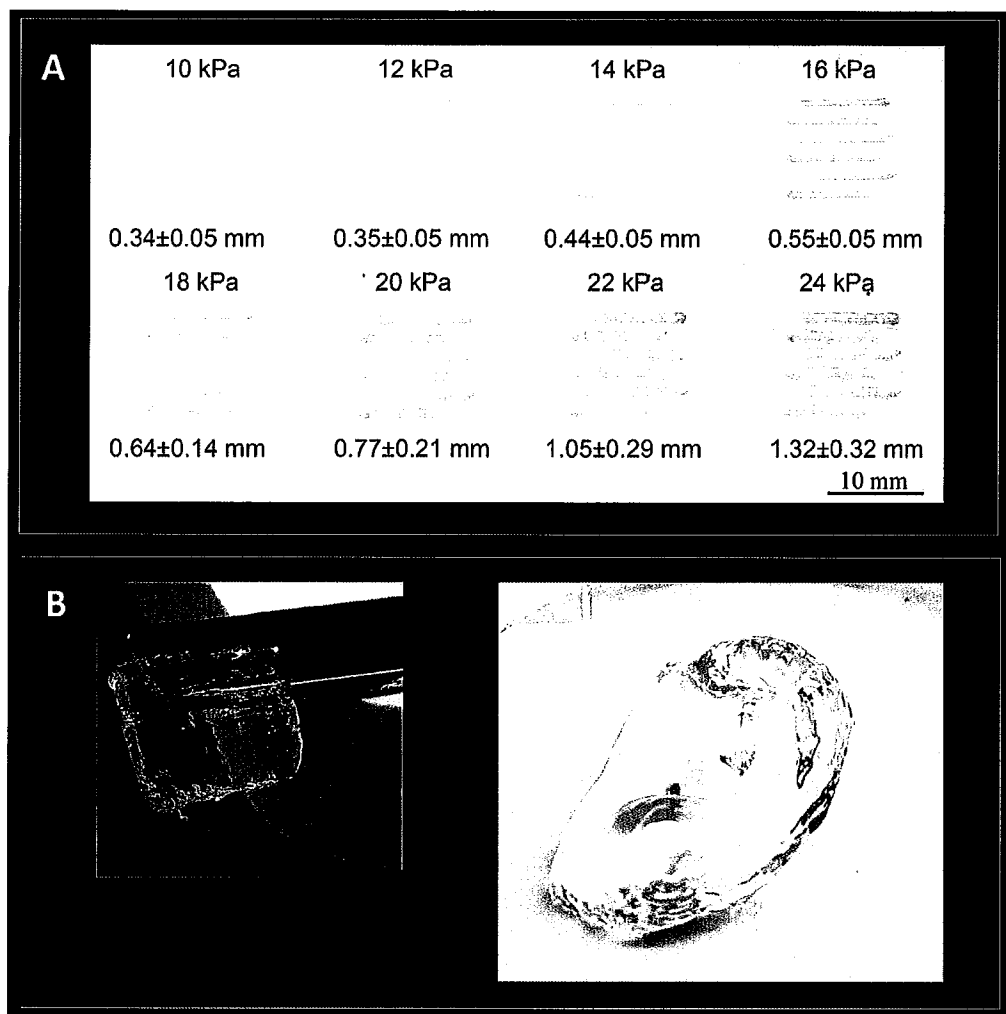 A
10 kPa 12 kPa 14 kPa 16 kPa
0.34±0.05 mm 0.35±0.05 mm 0.44±0.05 mm 0.55±0.05 mm
18 kPa 20 kPa 22 kPa 24 kPa
0.64±0.14 mm 0.77±0.21 mm 1.05±0.29 mm 1.32±0.32 mm
10 mm
B